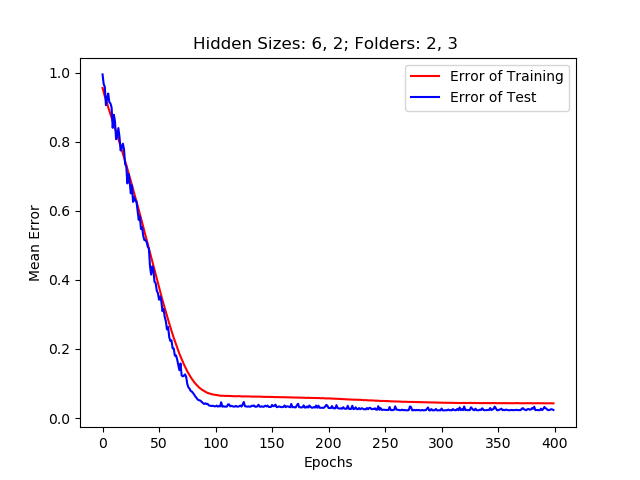 Hidden Sizes: 6, 2; Folders: 2, 3
Error of Training
Error of Test
Mean Error
1.0
0.8
0.6
0.4
0.2
0.0
0 50 100 150 200 250 300 350 400
Epochs